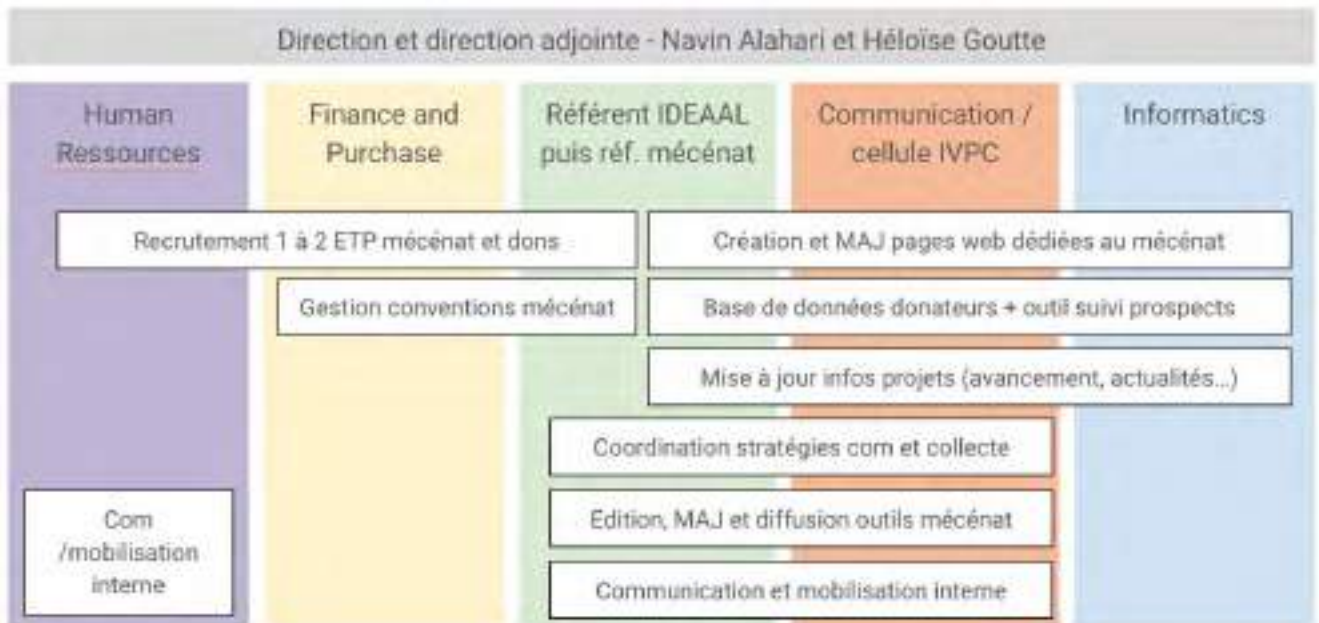 Direction et direction adjointe - Navin Alahari et Héloïse Goutte
Human
Ressources
Finance and
Purchase
Référent IDEAAL
puis réf. mécénat
Communication /
cellule IVPC
Informatics
Recrutement 1 à 2 ETP mécénat et dons
Création et MAJ pages web dédiées au mécénat
Gestion conventions mécénat
Base de données donateurs + outil suivi prospects
Mise à jour infos projets (avancement, actualités...)
Coordination stratégies com et collecte
Com
/mobilisation
interne
Edition, MAJ et diffusion outils mécénat
Communication et mobilisation interne